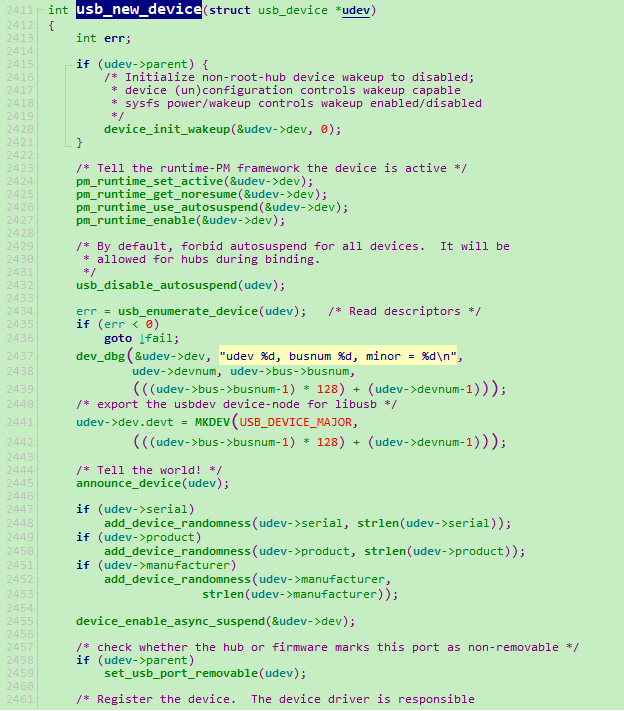 2411 int usb_new_device(struct usb_device *udev)
2412 {
2413     int err;
2414
2415     if (udev->parent) {
2416         /* Initialize non-root-hub device wakeup to disabled;
2417          * device (un)configuration controls wakeup capable
2418          * sysfs power/wakeup controls wakeup enabled/disabled
2419          */
2420         device_init_wakeup(&udev->dev, 0);
2421     }
2422
2423     /* Tell the runtime-PM framework the device is active */
2424     pm_runtime_set_active(&udev->dev);
2425     pm_runtime_get_noresume(&udev->dev);
2426     pm_runtime_use_autosuspend(&udev->dev);
2427     pm_runtime_enable(&udev->dev);
2428
2429     /* By default, forbid autosuspend for all devices.  It will be
2430      * allowed for hubs during binding.
2431      */
2432     usb_disable_autosuspend(udev);
2433
2434     err = usb_enumerate_device(udev);   /* Read descriptors */
2435     if (err < 0)
2436         goto ↓fail;
2437     dev_dbg(&udev->dev, "udev %d, busnum %d, minor = %d\n",
2438             udev->devnum, udev->bus->busnum,
2439             (((udev->bus->busnum-1) * 128) + (udev->devnum-1)));
2440     /* export the usbdev device-node for libusb */
2441     udev->dev.devt = MKDEV(USB_DEVICE_MAJOR,
2442             (((udev->bus->busnum-1) * 128) + (udev->devnum-1)));
2443
2444     /* Tell the world! */
2445     announce_device(udev);
2446
2447     if (udev->serial)
2448         add_device_randomness(udev->serial, strlen(udev->serial));
2449     if (udev->product)
2450         add_device_randomness(udev->product, strlen(udev->product));
2451     if (udev->manufacturer)
2452         add_device_randomness(udev->manufacturer,
2453                       strlen(udev->manufacturer));
2454
2455     device_enable_async_suspend(&udev->dev);
2456
2457     /* check whether the hub or firmware marks this port as non-removable */
2458     if (udev->parent)
2459         set_usb_port_removable(udev);
2460
2461     /* Register the device.  The device driver is responsible